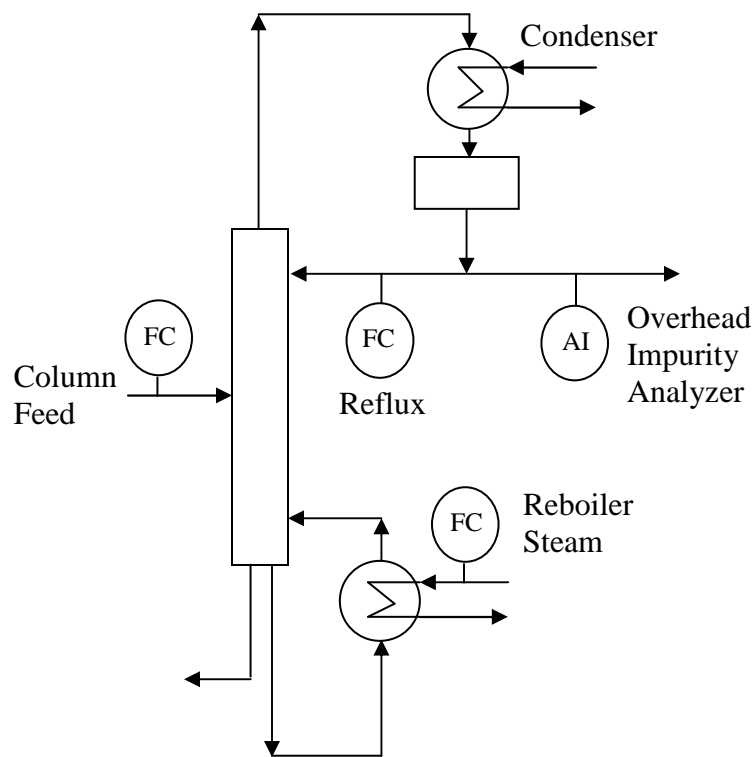 Condenser
FC
FC
AI
Overhead
Impurity
Analyzer
Column
Feed
Reflux
FC
Reboiler
Steam